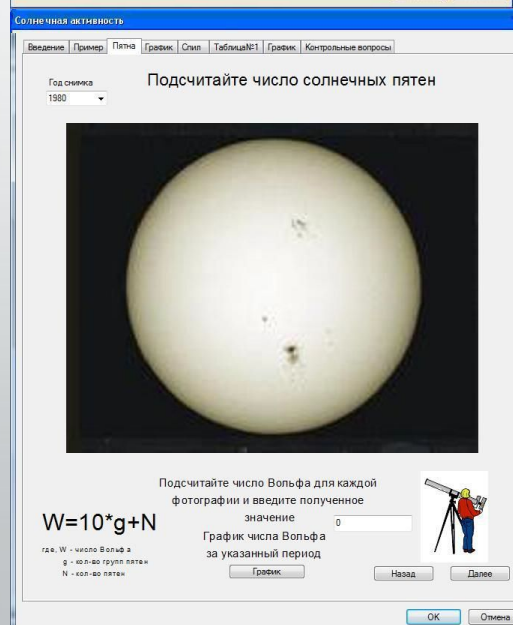 Солнечная активность
Введение Пример Пятна График Спил Таблица№1 График Контрольные вопросы
Год снимка
1980
Подсчитайте число солнечных пятен
Подсчитайте число Вольфа для каждой
фотографии и введите полученное
значение
0
График числа Вольфа
за указанный период
График
W=10*g+N
где, W - число Вольфа
g - кол-во групп пятен
N - кол-во пятен
Назад
Далее
OK
Отмена